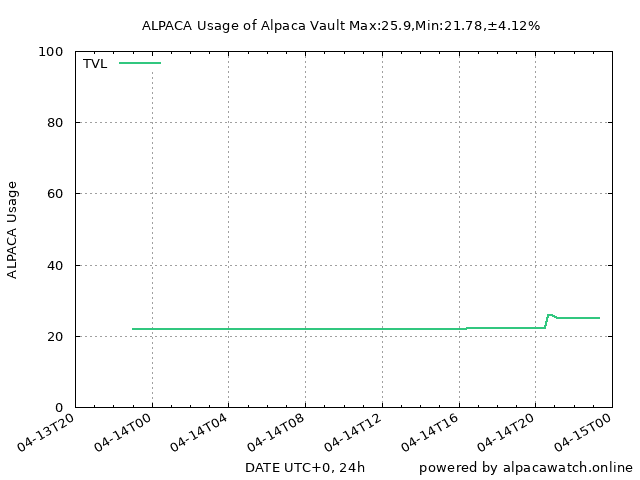 ALPACA Usage of Alpaca Vault Max:25.9,Min:21.78,±4.12%
TVL
ALPACA Usage
100
80
60
40
20
0
04-13T20
04-14T00
04-14T04
04-14T08
04-14T12
04-14T16
04-14T20
04-15T00
DATE UTC+0, 24h
powered by alpacawatch.online